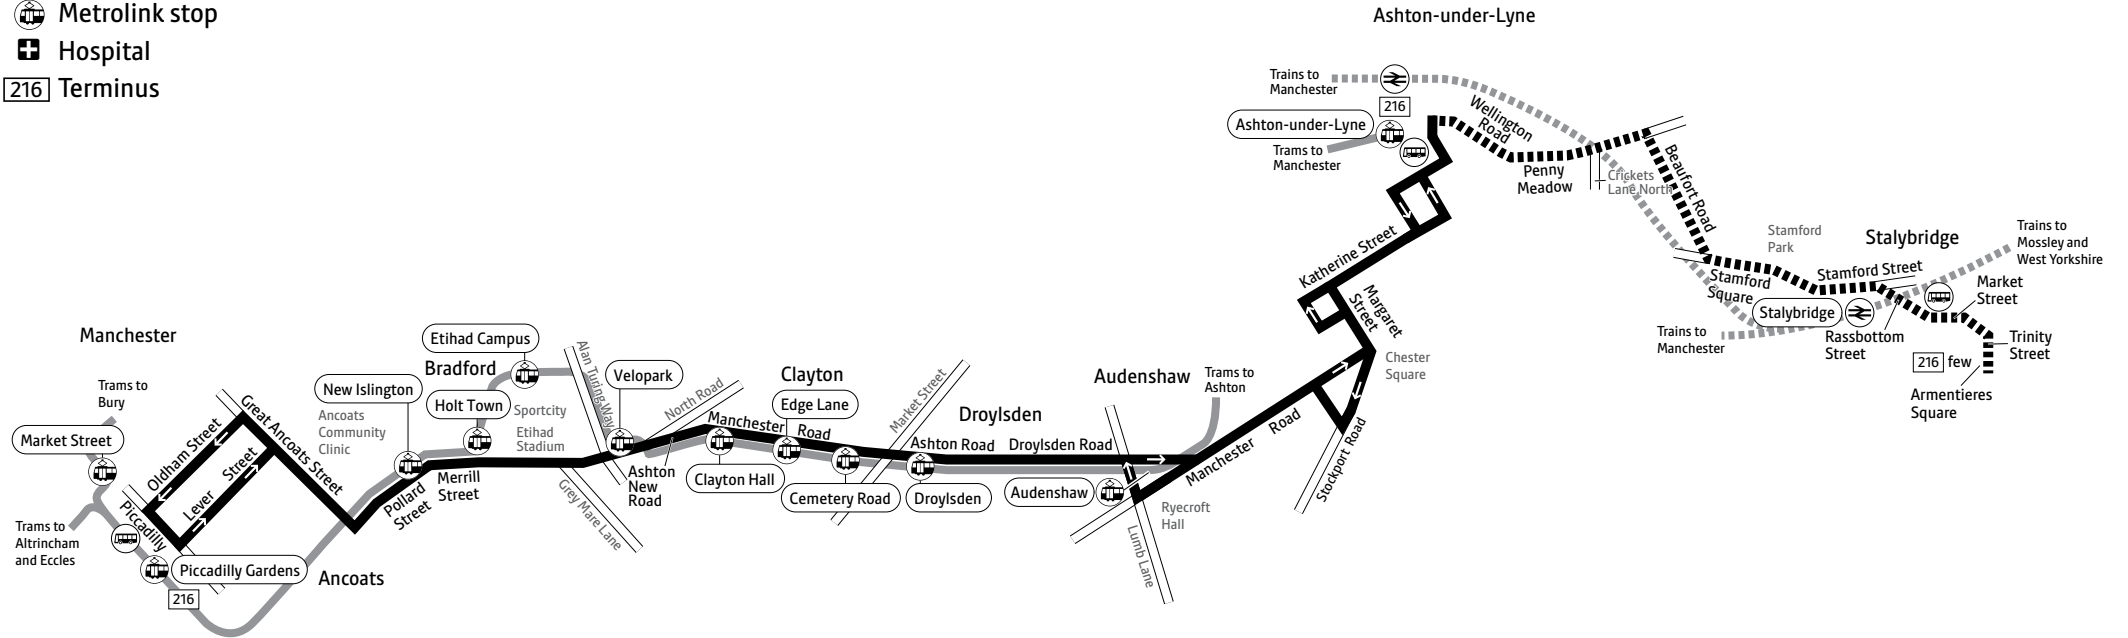 Metrolink stop
Hospital
216 Terminus
Ashton-under-Lyne
Trains to
Manchester
216
Ashton-under-Lyne
Trams to
Manchester
Wellington
Road
Penny
Meadow
Crickets
Lane North
Beaufort Road
Stamford
Park
Stalybridge
Trains to
Mossley and
West Yorkshire
Stamford
Square
Stamford Street
Market
Street
Stalybridge
Trains to
Manchester
Rassbottom
Street
Trinity
Street
216 few
Armentieres
Square
Katherine Street
Margaret
Street
Chester
Square
Stockport Road
Manchester
Road
Manchester
Trams to
Bury
Market Street
Oldham Street
Great Ancoats Street
Lever
Street
Piccadilly
Trams to
Altrincham
and Eccles
Piccadilly Gardens
216
Ancoats
Ancoats
Community
Clinic
New Islington
Etihad Campus
Bradford
Holt Town
Sportcity
Etihad
Stadium
Pollard
Street
Merrill
Street
Alan Turing Way
Velopark
North Road
Grey Mare Lane
Ashton
New
Road
Clayton
Edge Lane
Manchester
Road
Clayton Hall
Cemetery Road
Market Street
Droylsden
Ashton Road
Droylsden Road
Droylsden
Audenshaw
Trams to
Ashton
Audenshaw
Ryecroft
Hall
Lumb Lane